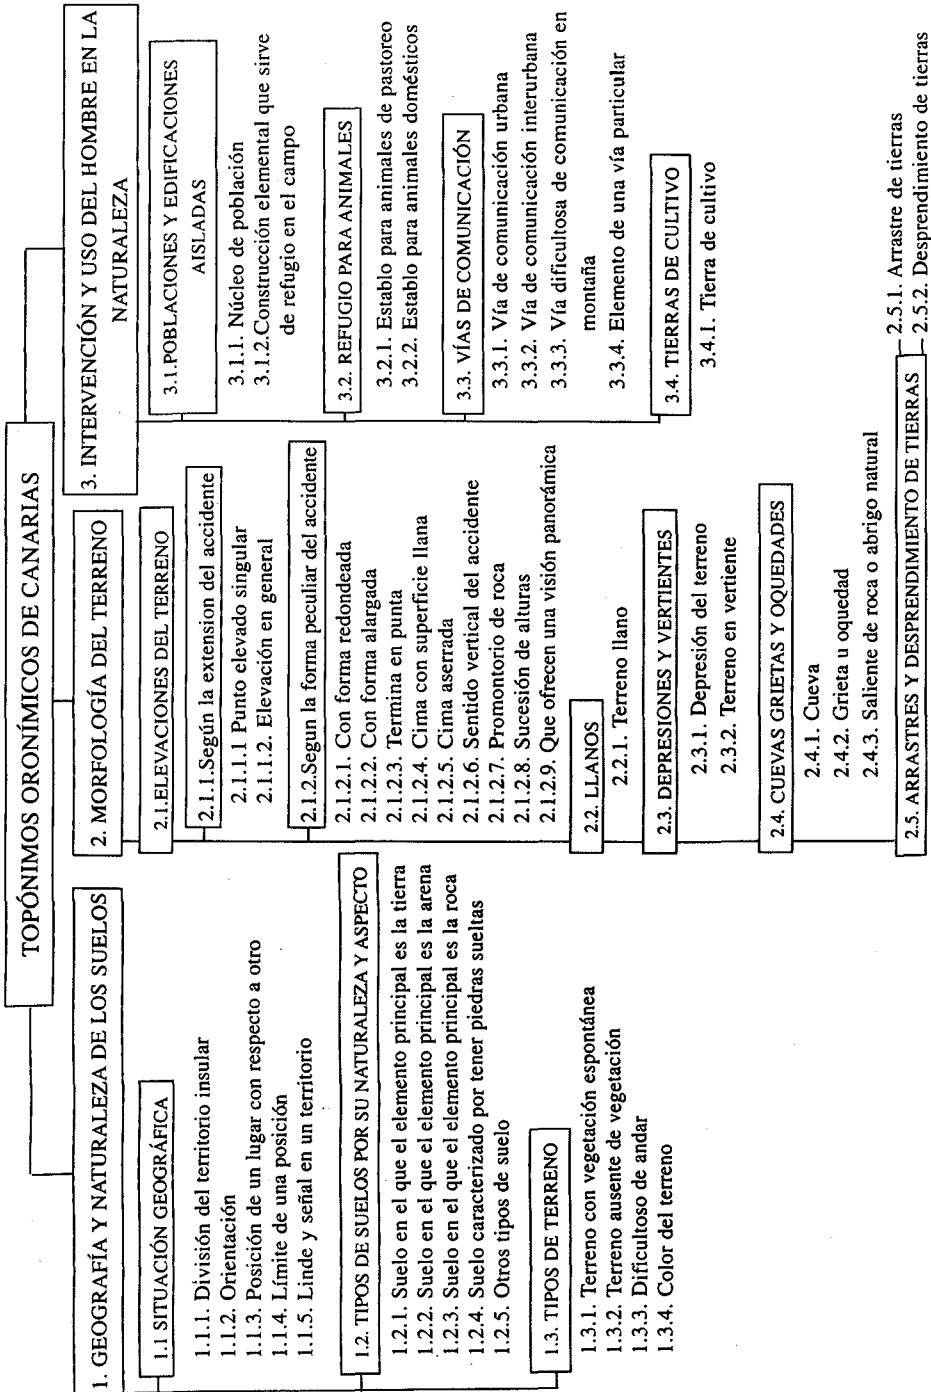 TOPÓNIMOS ORONÍMICOS DE CANARIAS
1. GEOGRAFÍA Y NATURALEZA DE LOS SUELOS
1.1 SITUACIÓN GEOGRÁFICA
1.1.1. División del territorio insular
1.1.2. Orientación
1.1.3. Posición de un lugar con respecto a otro
1.1.4. Límite de una posición
1.1.5. Linde y señal en un territorio
1.2. TIPOS DE SUELOS POR SU NATURALEZA Y ASPECTO
1.2.1. Suelo en el que el elemento principal es la tierra
1.2.2. Suelo en el que el elemento principal es la arena
1.2.3. Suelo en el que el elemento principal es la roca
1.2.4. Suelo caracterizado por tener piedras sueltas
1.2.5. Otros tipos de suelo
1.3. TIPOS DE TERRENO
1.3.1. Terreno con vegetación espontánea
1.3.2. Terreno ausente de vegetación
1.3.3. Dificultoso de andar
1.3.4. Color del terreno
2. MORFOLOGÍA DEL TERRENO
2.1.ELEVACIONES DEL TERRENO
2.1.1.Según la extension del accidente
2.1.1.1 Punto elevado singular
2.1.1.2. Elevación en general
2.1.2.Segun la forma peculiar del accidente
2.1.2.1. Con forma redondeada
2.1.2.2. Con forma alargada
2.1.2.3. Termina en punta
2.1.2.4. Cima con superficie llana
2.1.2.5. Cima aserrada
2.1.2.6. Sentido vertical del accidente
2.1.2.7. Promontorio de roca
2.1.2.8. Sucesión de alturas
2.1.2.9. Que ofrecen una visión panorámica
2.2. LLANOS
2.2.1. Terreno llano
2.3. DEPRESIONES Y VERTIENTES
2.3.1. Depresión del terreno
2.3.2. Terreno en vertiente
2.4. CUEVAS GRIETAS Y OQUEDADES
2.4.1. Cueva
2.4.2. Grieta u oquedad
2.4.3. Saliente de roca o abrigo natural
2.5. ARRASTRES Y DESPRENDIMIENTO DE TIERRAS
2.5.1. Arrastre de tierras
2.5.2. Desprendimiento de tierras
3. INTERVENCIÓN Y USO DEL HOMBRE EN LA
NATURALEZA
3.1.POBLACIONES Y EDIFICACIONES
AISLADAS
3.1.1. Núcleo de población
3.1.2.Construcción elemental que sirve
de refugio en el campo
3.2. REFUGIO PARA ANIMALES
3.2.1. Establo para animales de pastoreo
3.2.2. Establo para animales domésticos
3.3. VÍAS DE COMUNICACIÓN
3.3.1. Vía de comunicación urbana
3.3.2. Vía de comunicación interurbana
3.3.3. Vía dificultosa de comunicación en
montaña
3.3.4. Elemento de una vía particular
3.4. TIERRAS DE CULTIVO
3.4.1. Tierra de cultivo